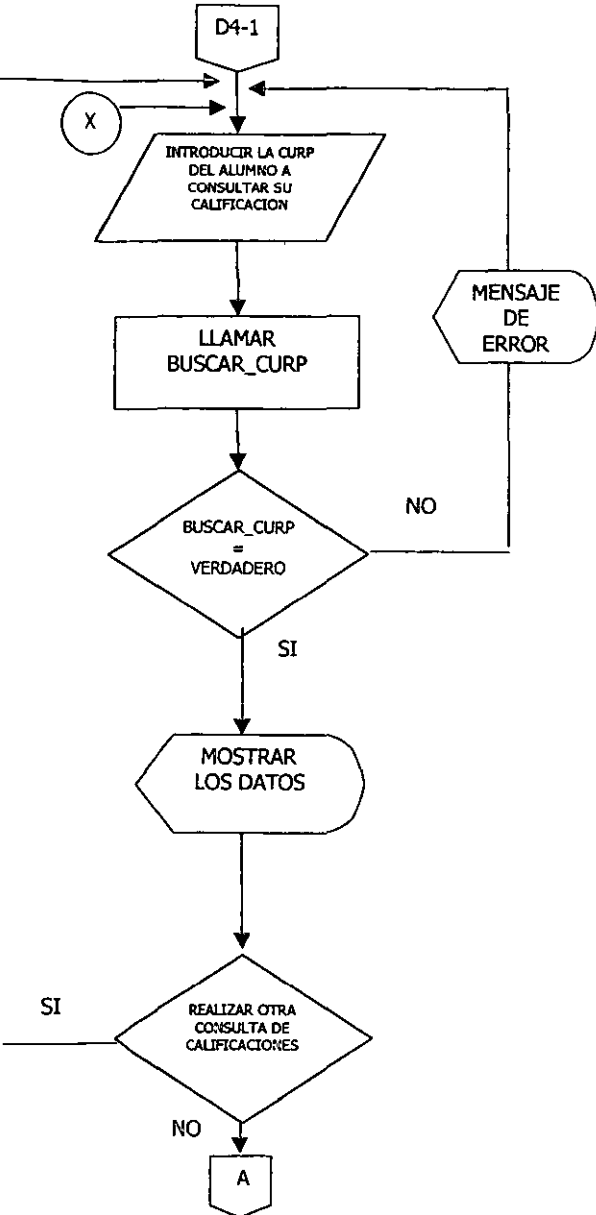 D4-1
X
INTRODUCIR LA CURP
DEL ALUMNO A
CONSULTAR SU
CALIFICACION
LLAMAR
BUSCAR_CURP
MENSAJE
DE
ERROR
BUSCAR_CURP
=
VERDADERO
NO
SI
MOSTRAR
LOS DATOS
SI
REALIZAR OTRA
CONSULTA DE
CALIFICACIONES
NO
A